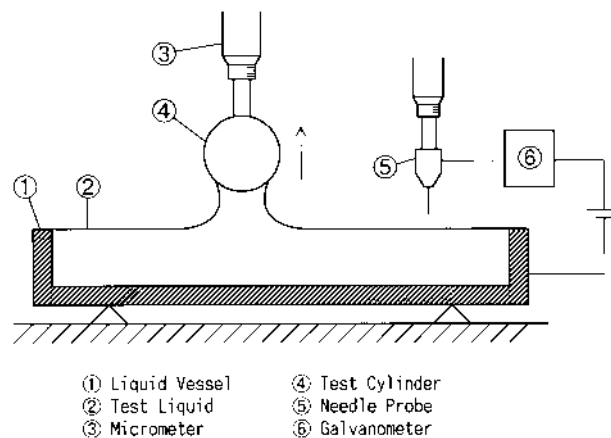 ③
④
⑤
⑥
①
②
① Liquid Vessel
② Test Liquid
③ Micrometer
④ Test Cylinder
⑤ Needle Probe
⑥ Galvanometer